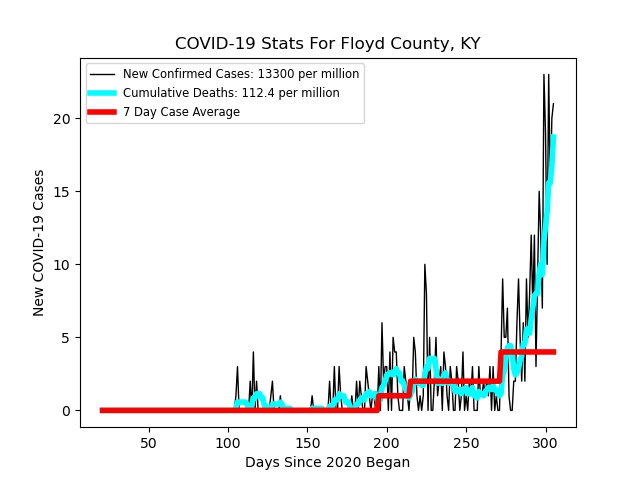 COVID-19 Stats For Floyd County, KY
New Confirmed Cases: 13300 per million
Cumulative Deaths: 112.4 per million
7 Day Case Average
New COVID-19 Cases
20
15
10
5
0
50 100 150 200 250 300
Days Since 2020 Began